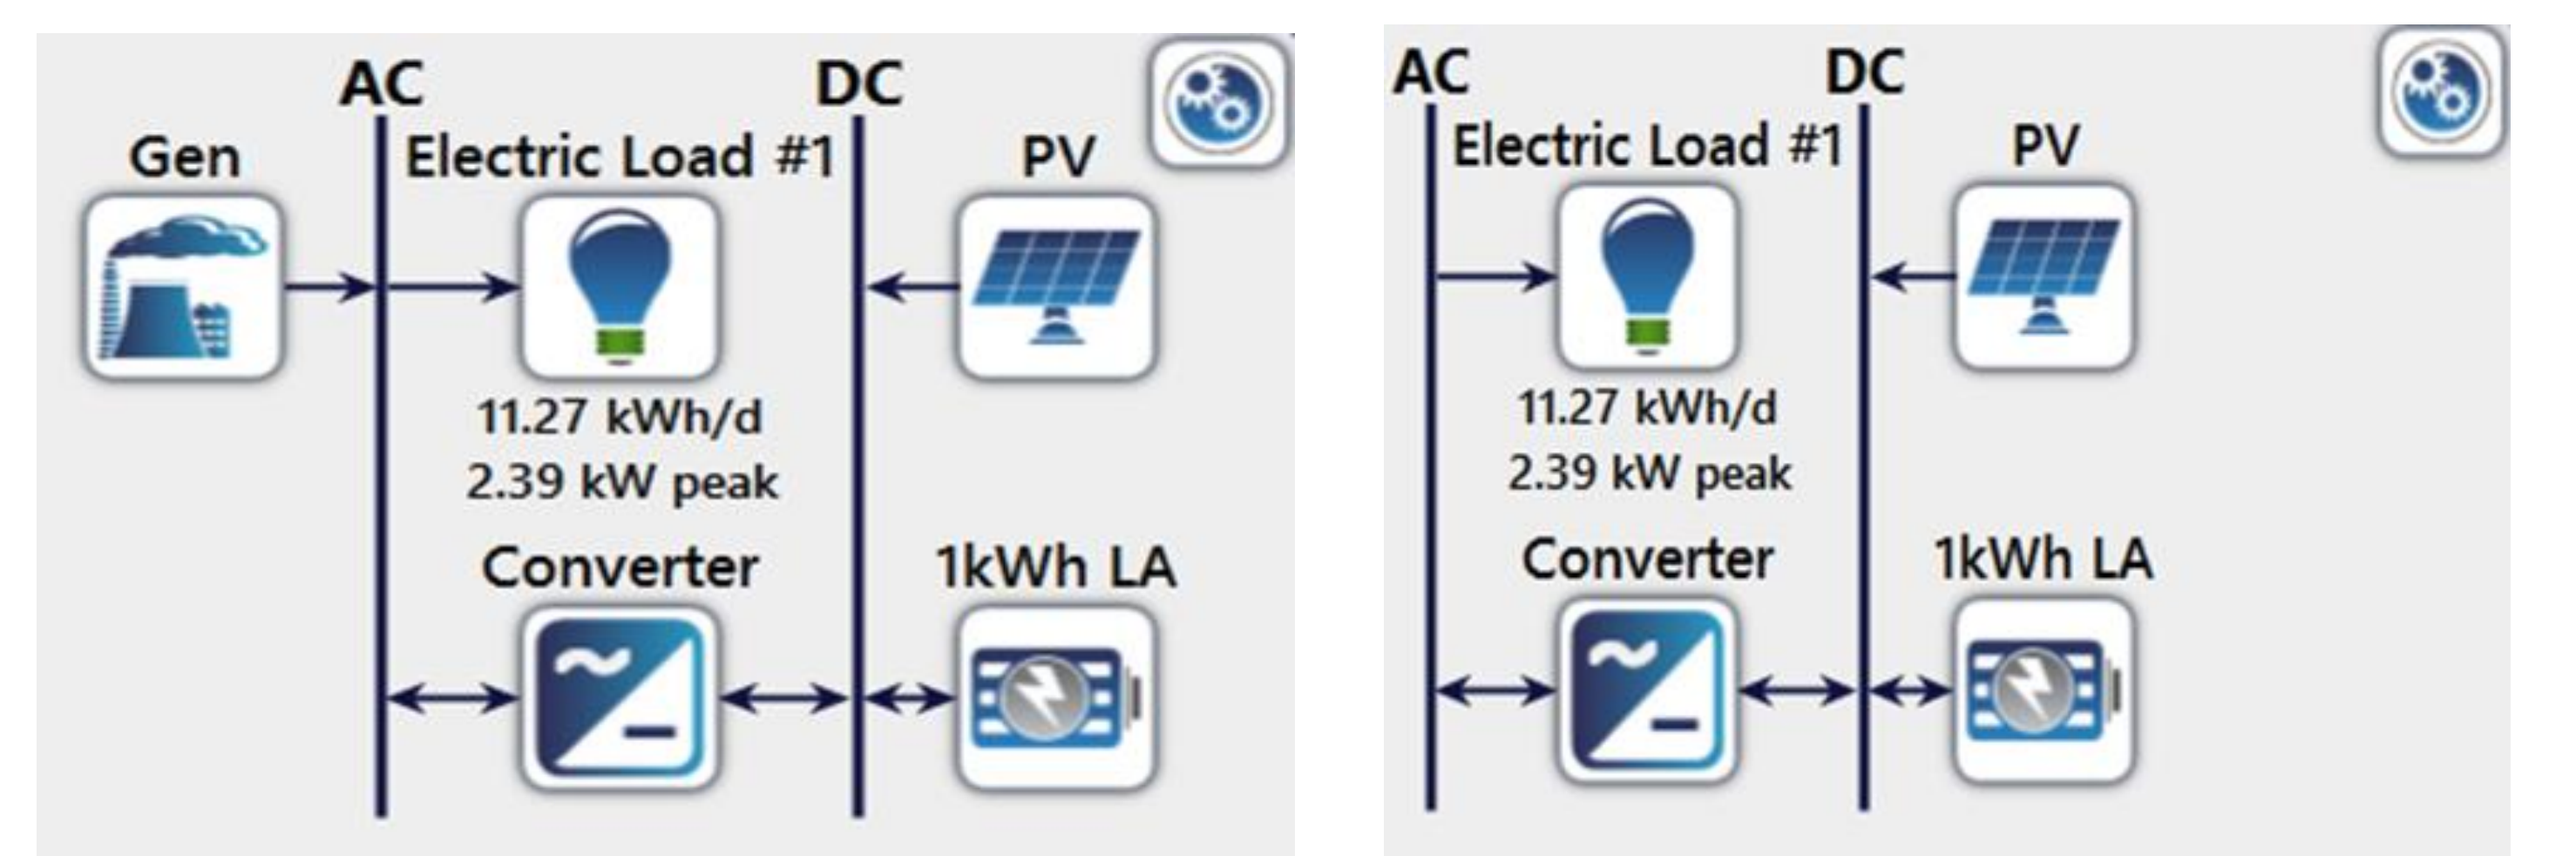 AC
DC
Gen
Electric Load #1
PV
11.27 kWh/d
2.39 kW peak
Converter
1kWh LA
AC
DC
Electric Load #1
PV
11.27 kWh/d
2.39 kW peak
Converter
1kWh LA